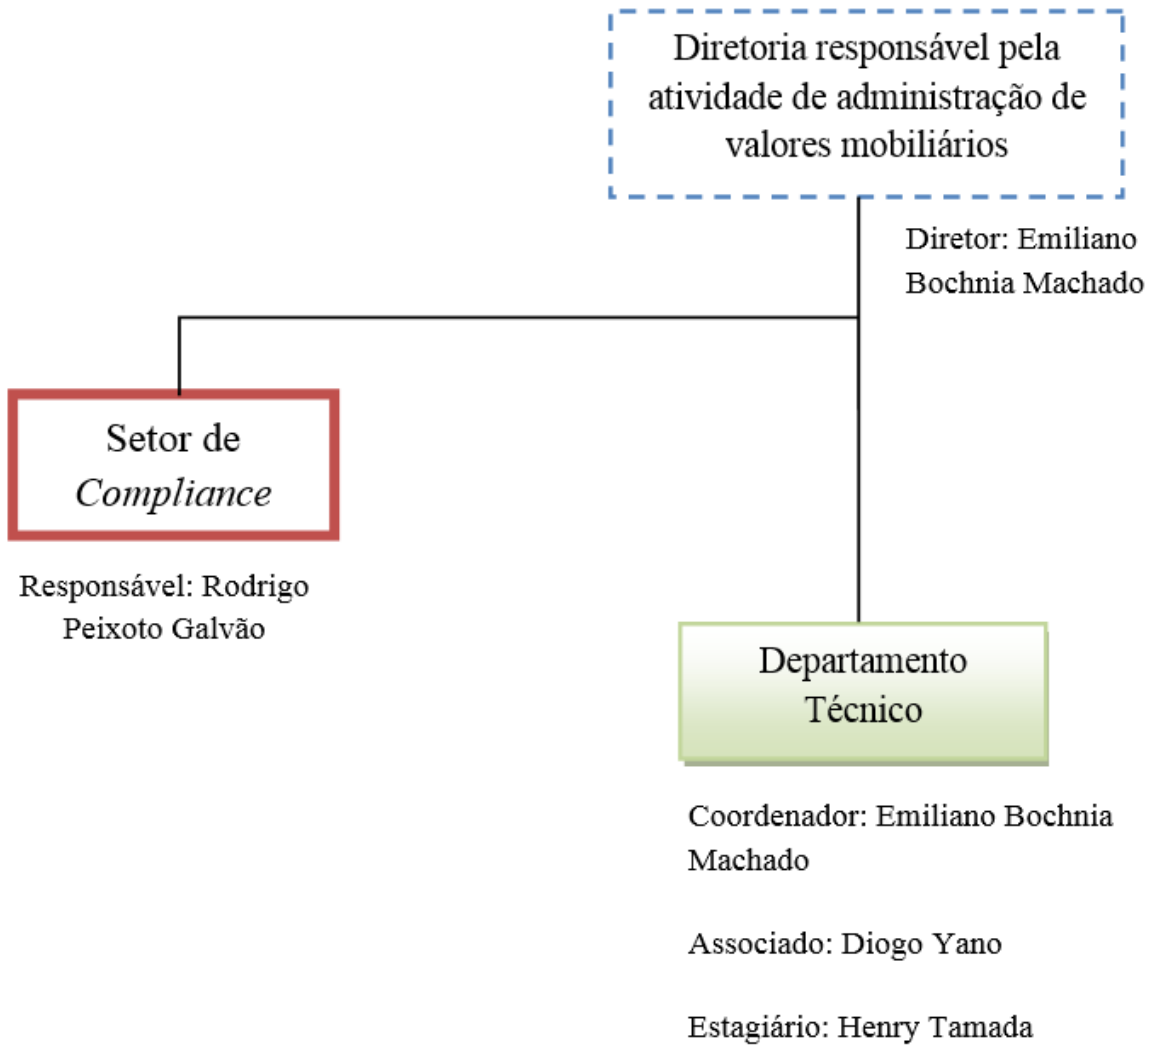 Diretoria responsável pela
atividade de administração de
valores mobiliários
Diretor: Emiliano
Bochnia Machado
Setor de
Compliance
Responsável: Rodrigo
Peixoto Galvão
Departamento
Técnico
Coordenador: Emiliano Bochnia
Machado
Associado: Diogo Yano
Estagiário: Henry Tamada